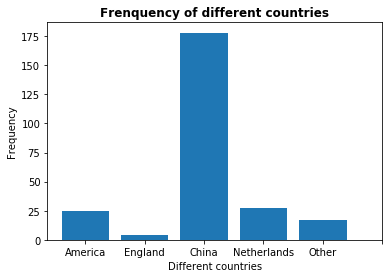 Frenquency of different countries
175
150
125
100
75
50
25
0
Frequency
America England China Netherlands Other
Different countries